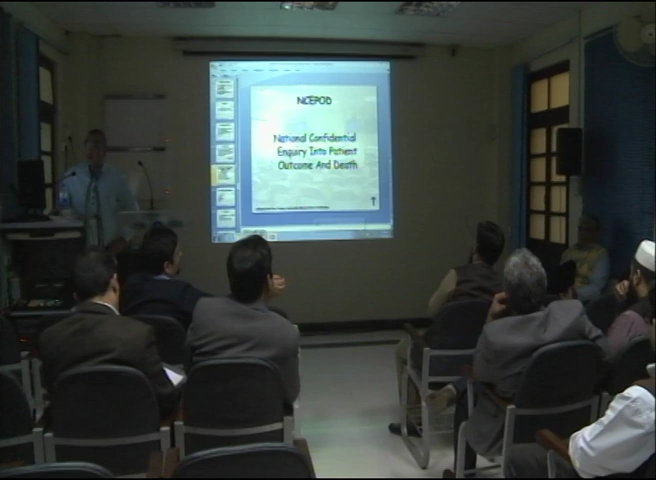 NCEPOD
National Confidential
Enquiry Into Patient
Outcome And Death